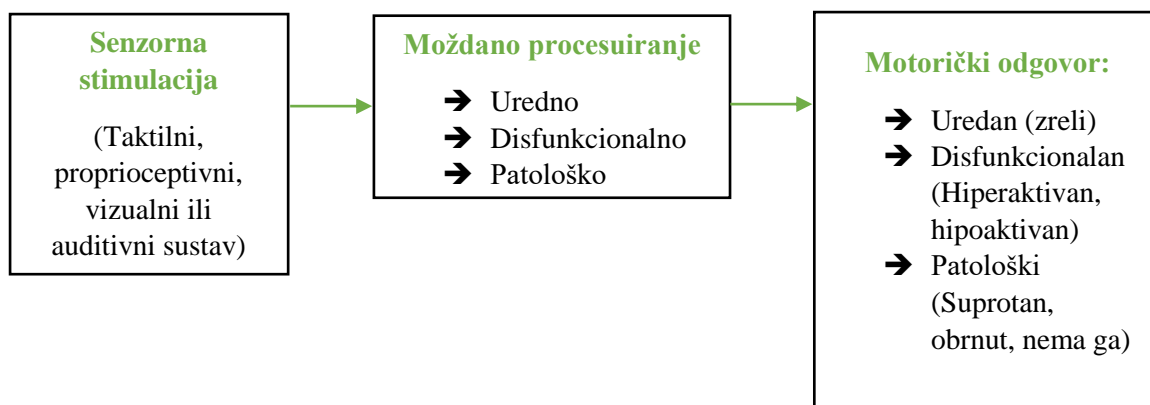 Senzorna
stimulacija
(Taktilni,
proprioceptivni,
vizualni ili
auditivni sustav)
Moždano procesuiranje
➔ Uredno
➔ Disfunkcionalno
➔ Patološko
Motorički odgovor:
➔ Uredan (zreli)
➔ Disfunkcionalan
(Hiperaktivan,
hipoaktivan)
➔ Patološki
(Suprotan,
obrnut, nema ga)